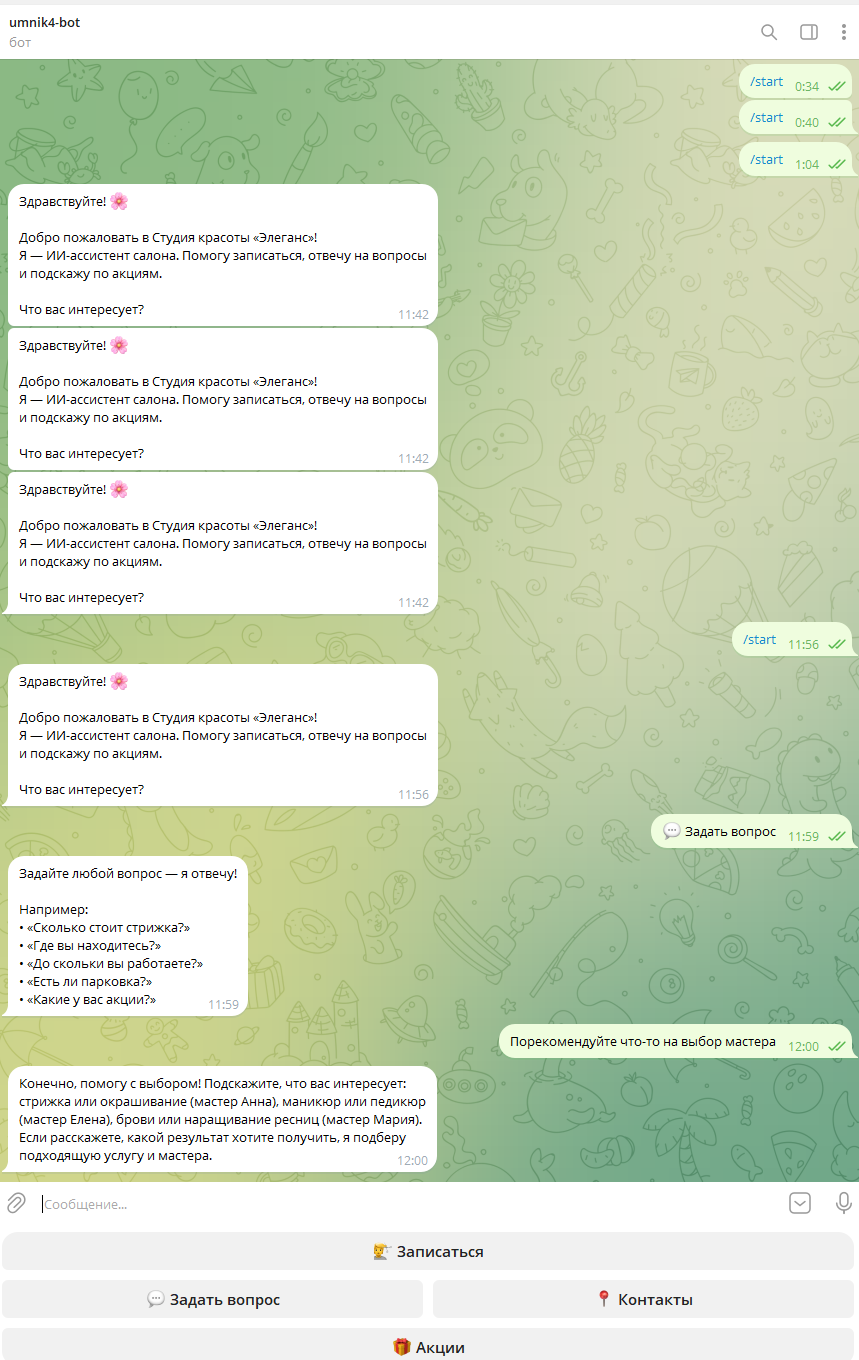 umnik4-bot
бот
/start 0:34
/start 0:40
/start 1:04
Здравствуйте! 🌸
Добро пожаловать в Студия красоты «Элеганс»!
Я — ИИ-ассистент салона. Помогу записаться, отвечу на вопросы
и подскажу по акциям.
Что вас интересует?
11:42
Здравствуйте! 🌸
Добро пожаловать в Студия красоты «Элеганс»!
Я — ИИ-ассистент салона. Помогу записаться, отвечу на вопросы
и подскажу по акциям.
Что вас интересует?
11:42
Здравствуйте! 🌸
Добро пожаловать в Студия красоты «Элеганс»!
Я — ИИ-ассистент салона. Помогу записаться, отвечу на вопросы
и подскажу по акциям.
Что вас интересует?
11:42
/start 11:56
Здравствуйте! 🌸
Добро пожаловать в Студия красоты «Элеганс»!
Я — ИИ-ассистент салона. Помогу записаться, отвечу на вопросы
и подскажу по акциям.
Что вас интересует?
11:56
💬 Задать вопрос 11:59
Задайте любой вопрос — я отвечу!
Например:
• «Сколько стоит стрижка?»
• «Где вы находитесь?»
• «До скольки вы работаете?»
• «Есть ли парковка?»
• «Какие у вас акции?»
11:59
Порекомендуйте что-то на выбор мастера 12:00
Конечно, помогу с выбором! Подскажите, что вас интересует:
стрижка или окрашивание (мастер Анна), маникюр или педикюр
(мастер Елена), брови или наращивание ресниц (мастер Мария).
Если расскажете, какой результат хотите получить, я подберу
подходящую услугу и мастера.
12:00
Сообщение...
💇 Записаться
💬 Задать вопрос
📍 Контакты
🎁 Акции